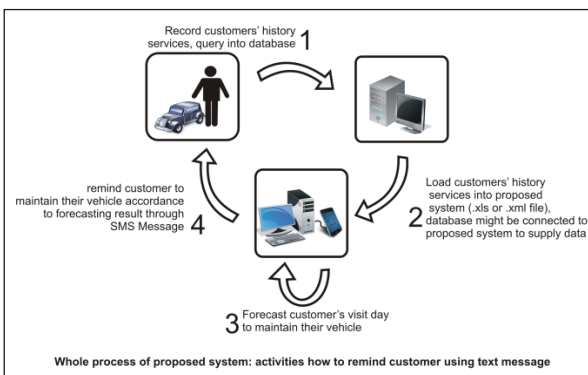 Record customers' history
services, query into database
1
Load customers' history
services into proposed
system (.xls or .xml file),
2 database might be connected to
proposed system to supply data
3 Forecast customer's visit day
to maintain their vehicle
remind customer to
maintain their vehicle accordance
to forecasting result through
SMS Message
4
Whole process of proposed system: activities how to remind customer using text message